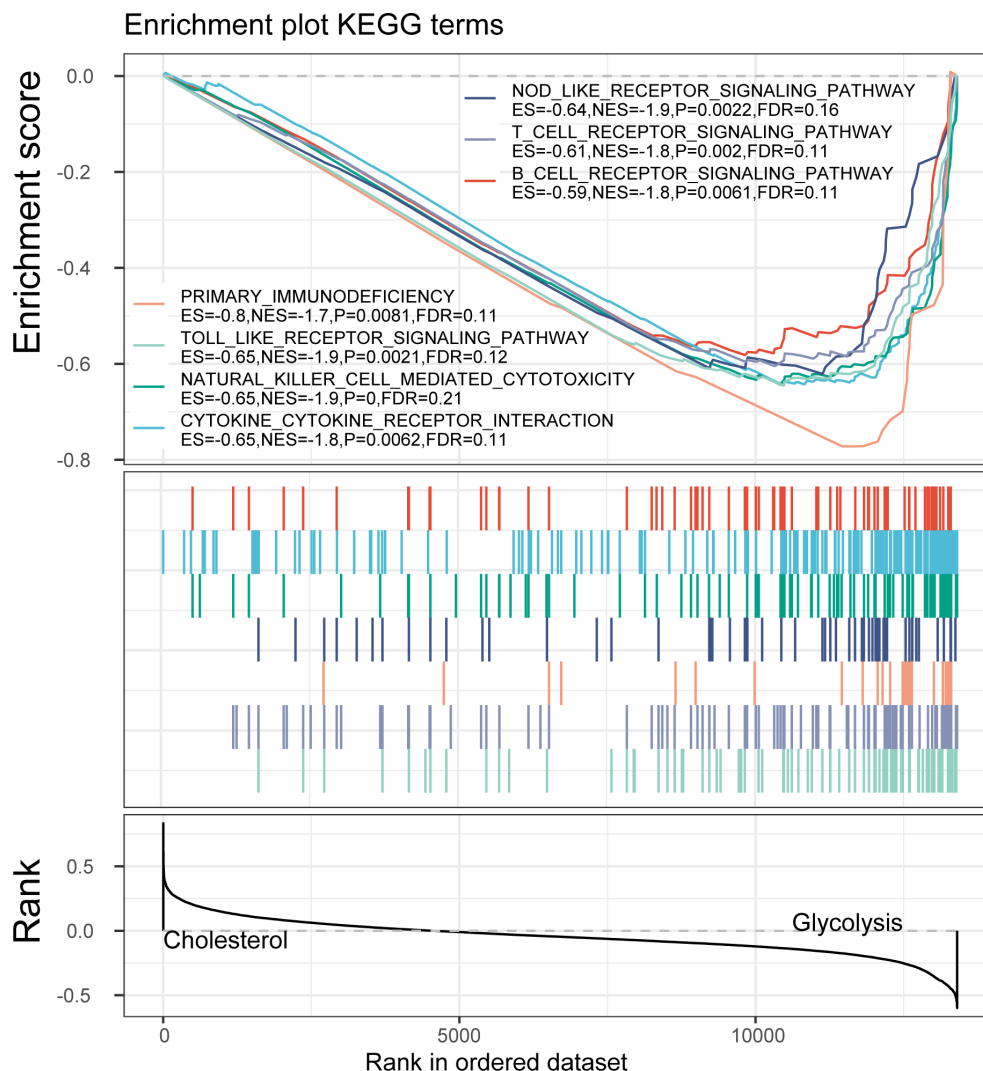 Enrichment plot KEGG terms
Enrichment score
0.0
-0.2
-0.4
-0.6
-0.8
NOD_LIKE_RECEPTOR_SIGNALING_PATHWAY
ES=-0.64,NES=-1.9,P=0.0022,FDR=0.16
T_CELL_RECEPTOR_SIGNALING_PATHWAY
ES=-0.61,NES=-1.8,P=0.002,FDR=0.11
B_CELL_RECEPTOR_SIGNALING_PATHWAY
ES=-0.59,NES=-1.8,P=0.0061,FDR=0.11
PRIMARY_IMMUNODEFICIENCY
ES=-0.8,NES=-1.7,P=0.0081,FDR=0.11
TOLL_LIKE_RECEPTOR_SIGNALING_PATHWAY
ES=-0.65,NES=-1.9,P=0.0021,FDR=0.12
NATURAL_KILLER_CELL_MEDIATED_CYTOTOXICITY
ES=-0.65,NES=-1.9,P=0,FDR=0.21
CYTOKINE_CYTOKINE_RECEPTOR_INTERACTION
ES=-0.65,NES=-1.8,P=0.0062,FDR=0.11
Rank
0.5
0.0
-0.5
Cholesterol
Glycolysis
0
5000
10000
Rank in ordered dataset